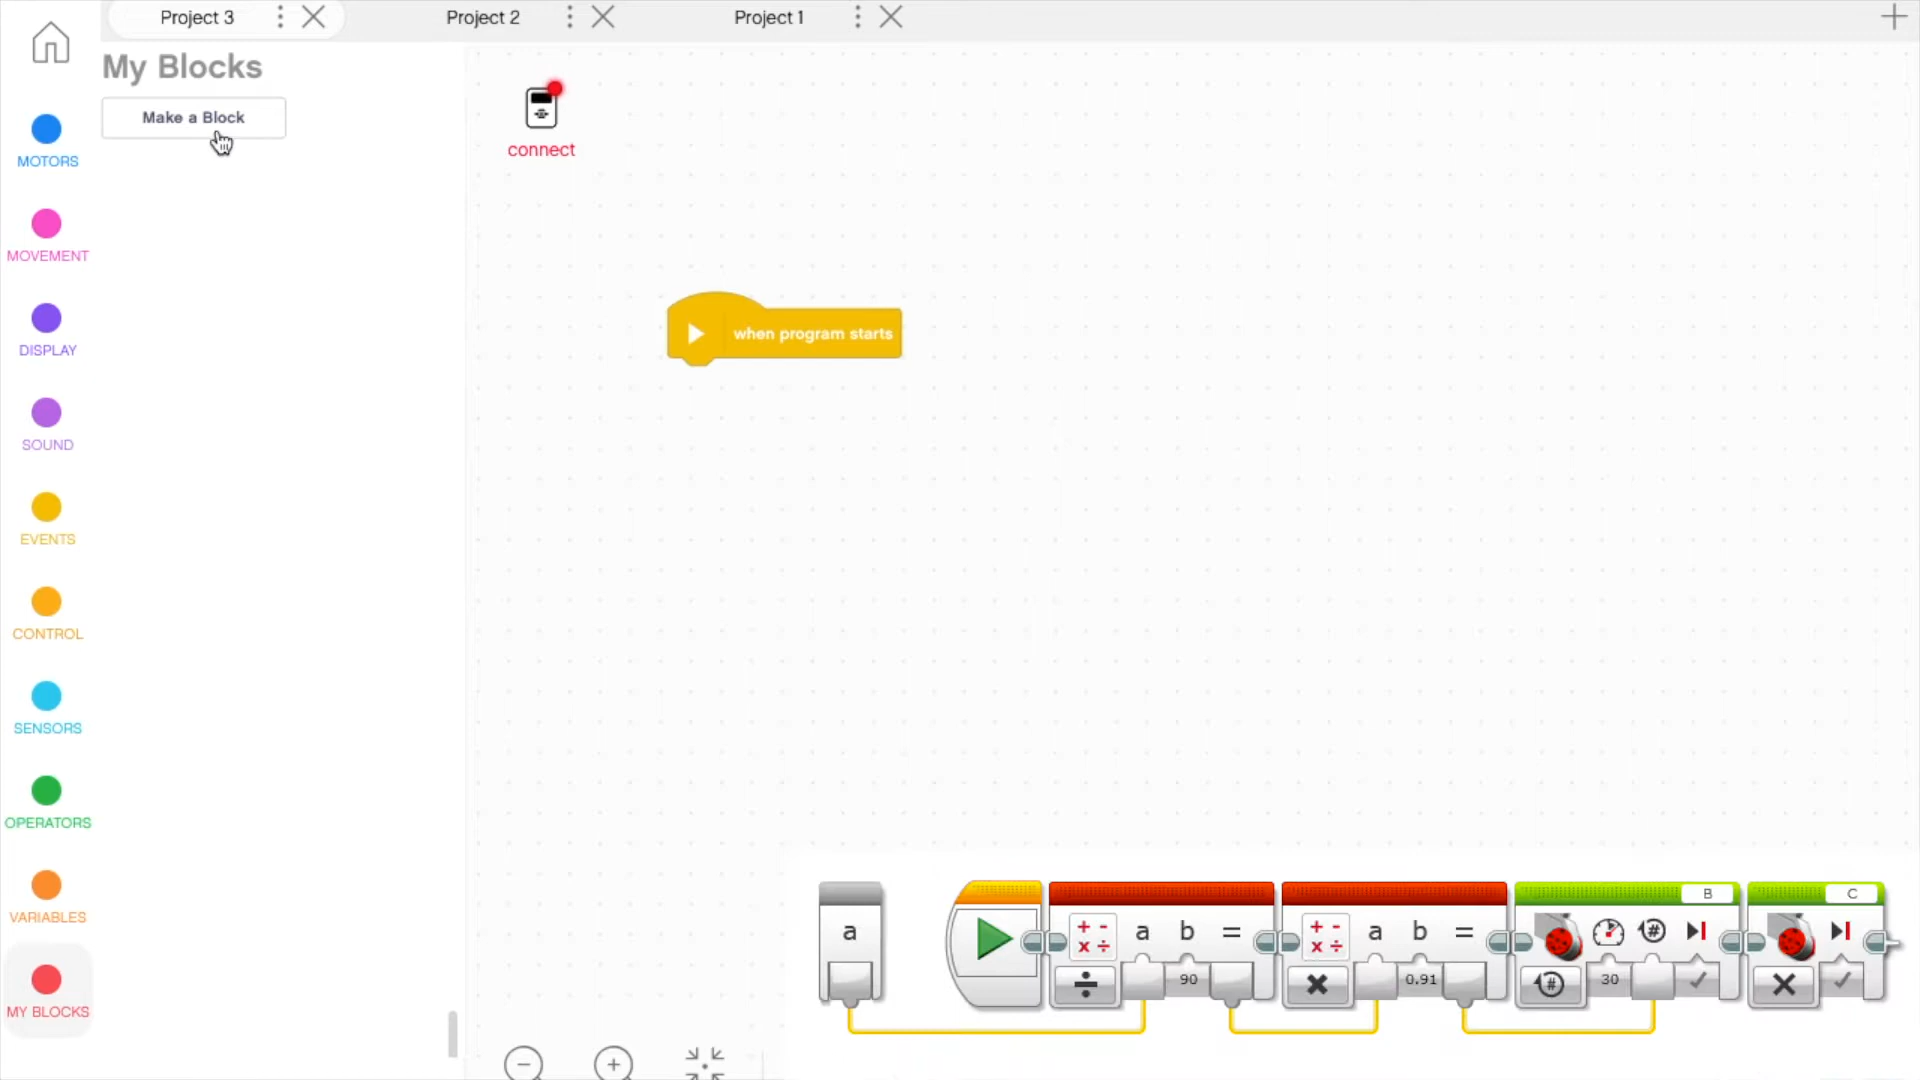 Project 3
Project 2
Project 1
My Blocks
Make a Block
connect
MOTORS
MOVEMENT
when program starts
DISPLAY
SOUND
EVENTS
CONTROL
SENSORS
OPERATORS
VARIABLES
MY BLOCKS
B
C
a
a b =
a b =
90
0.91
30